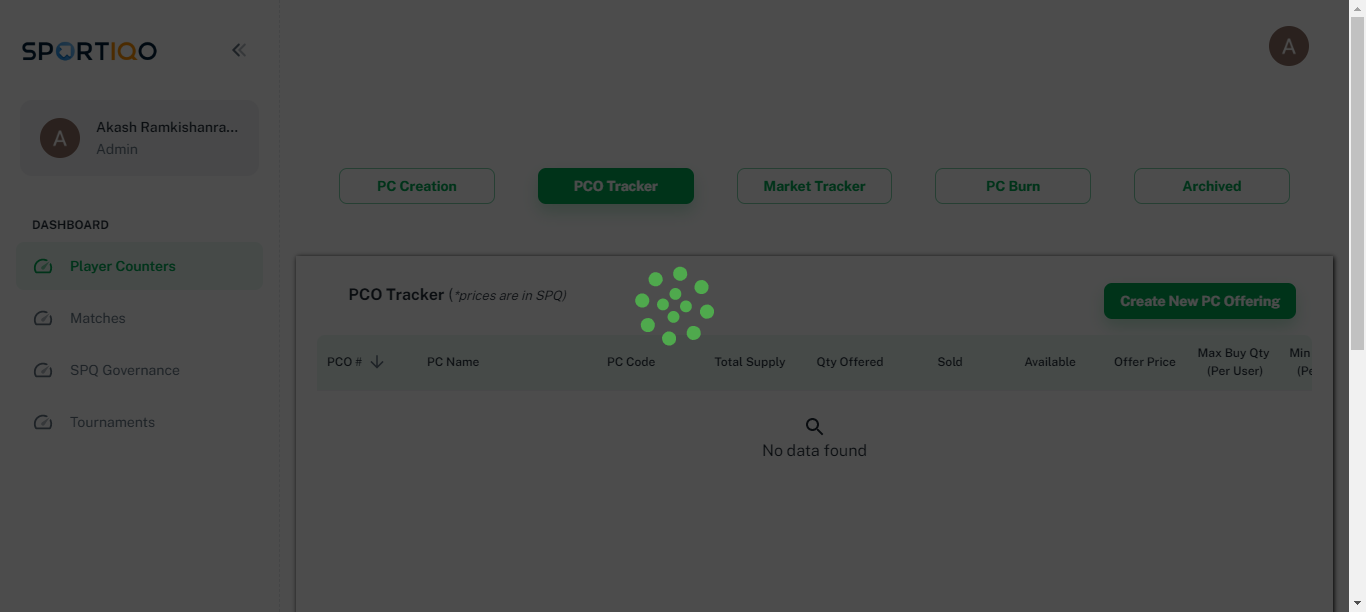 SPORTIQO
A
A
Akash Ramkishanra...
Admin
PC Creation
PCO Tracker
Market Tracker
PC Burn
Archived
DASHBOARD
Player Counters
Matches
SPQ Governance
Tournaments
PCO Tracker (*prices are in SPQ)
Create New PC Offering
PCO # PC Name PC Code Total Supply Qty Offered Sold Available Offer Price Max Buy Qty Min
(Per User)
No data found